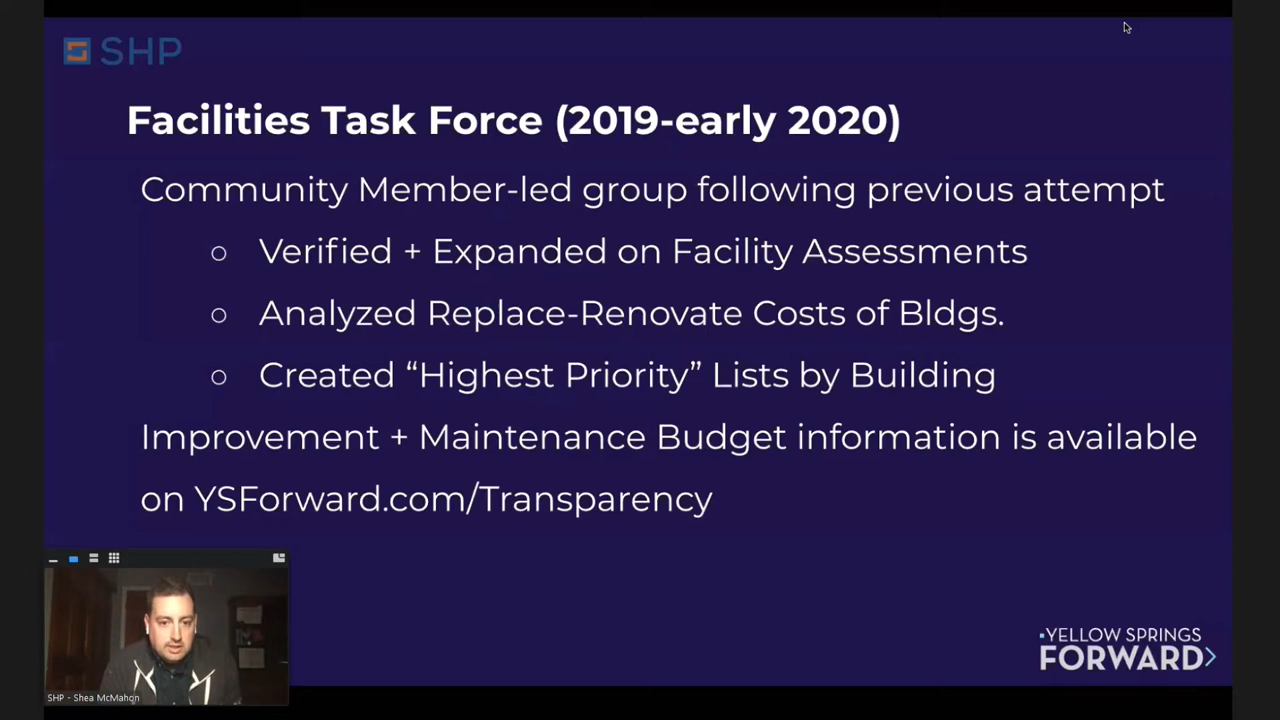 SHP
Facilities Task Force (2019-early 2020)
Community Member-led group following previous attempt
○ Verified + Expanded on Facility Assessments
○ Analyzed Replace-Renovate Costs of Bldgs.
○ Created “Highest Priority” Lists by Building
Improvement + Maintenance Budget information is available
on YSForward.com/Transparency
SHP - Shea McMahon
YELLOW SPRINGS
FORWARD